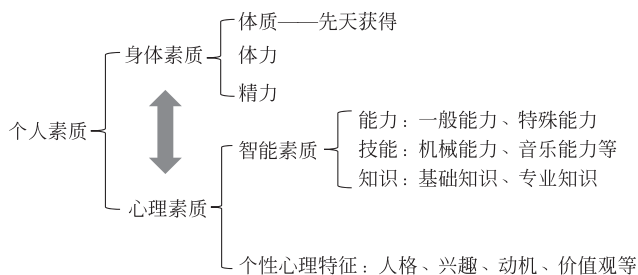 体质——先天获得
身体素质
体力
精力
个人素质
能力：一般能力、特殊能力
智能素质
技能：机械能力、音乐能力等
知识：基础知识、专业知识
心理素质
个性心理特征：人格、兴趣、动机、价值观等